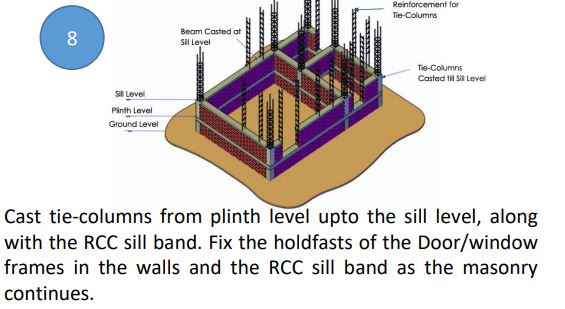 8
Reinforcement for
Tie-Columns
Beam Casted at
Sill Level
Tie-Columns
Casted till Sill Level
Sill Level
Plinth Level
Ground Level
Cast tie-columns from plinth level upto the sill level, along
with the RCC sill band. Fix the holdfasts of the Door/window
frames in the walls and the RCC sill band as the masonry
continues.